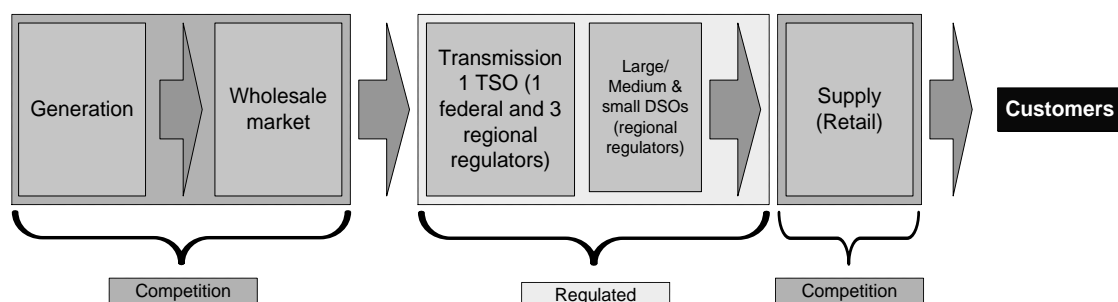 Generation
Wholesale
market
Transmission
1 TSO (1
federal and 3
regional
regulators)
Large/
Medium &
small DSOs
(regional
regulators)
Supply
(Retail)
Customers
Competition
Regulated
Competition